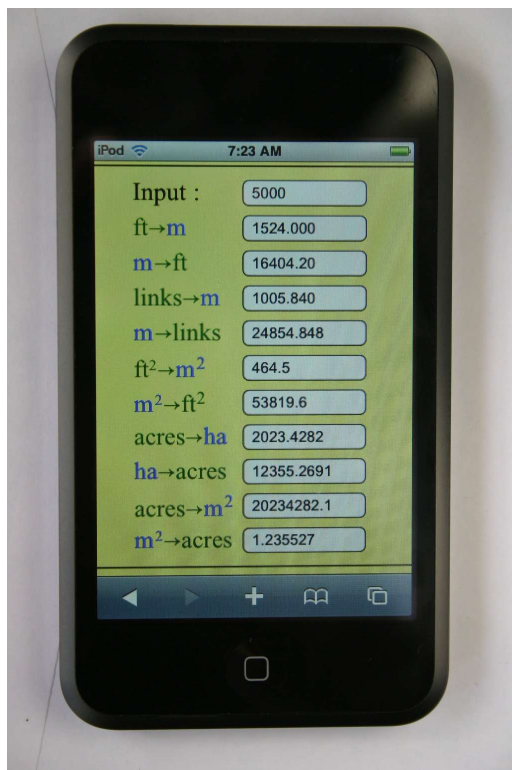 iPod 7:23 AM
Input : 5000
ft→m 1524.000
m→ft 16404.20
links→m 1005.840
m→links 24854.848
ft²→m² 464.5
m²→ft² 53819.6
acres→ha 2023.4282
ha→acres 12355.2691
acres→m² 20234282.1
m²→acres 1.235527